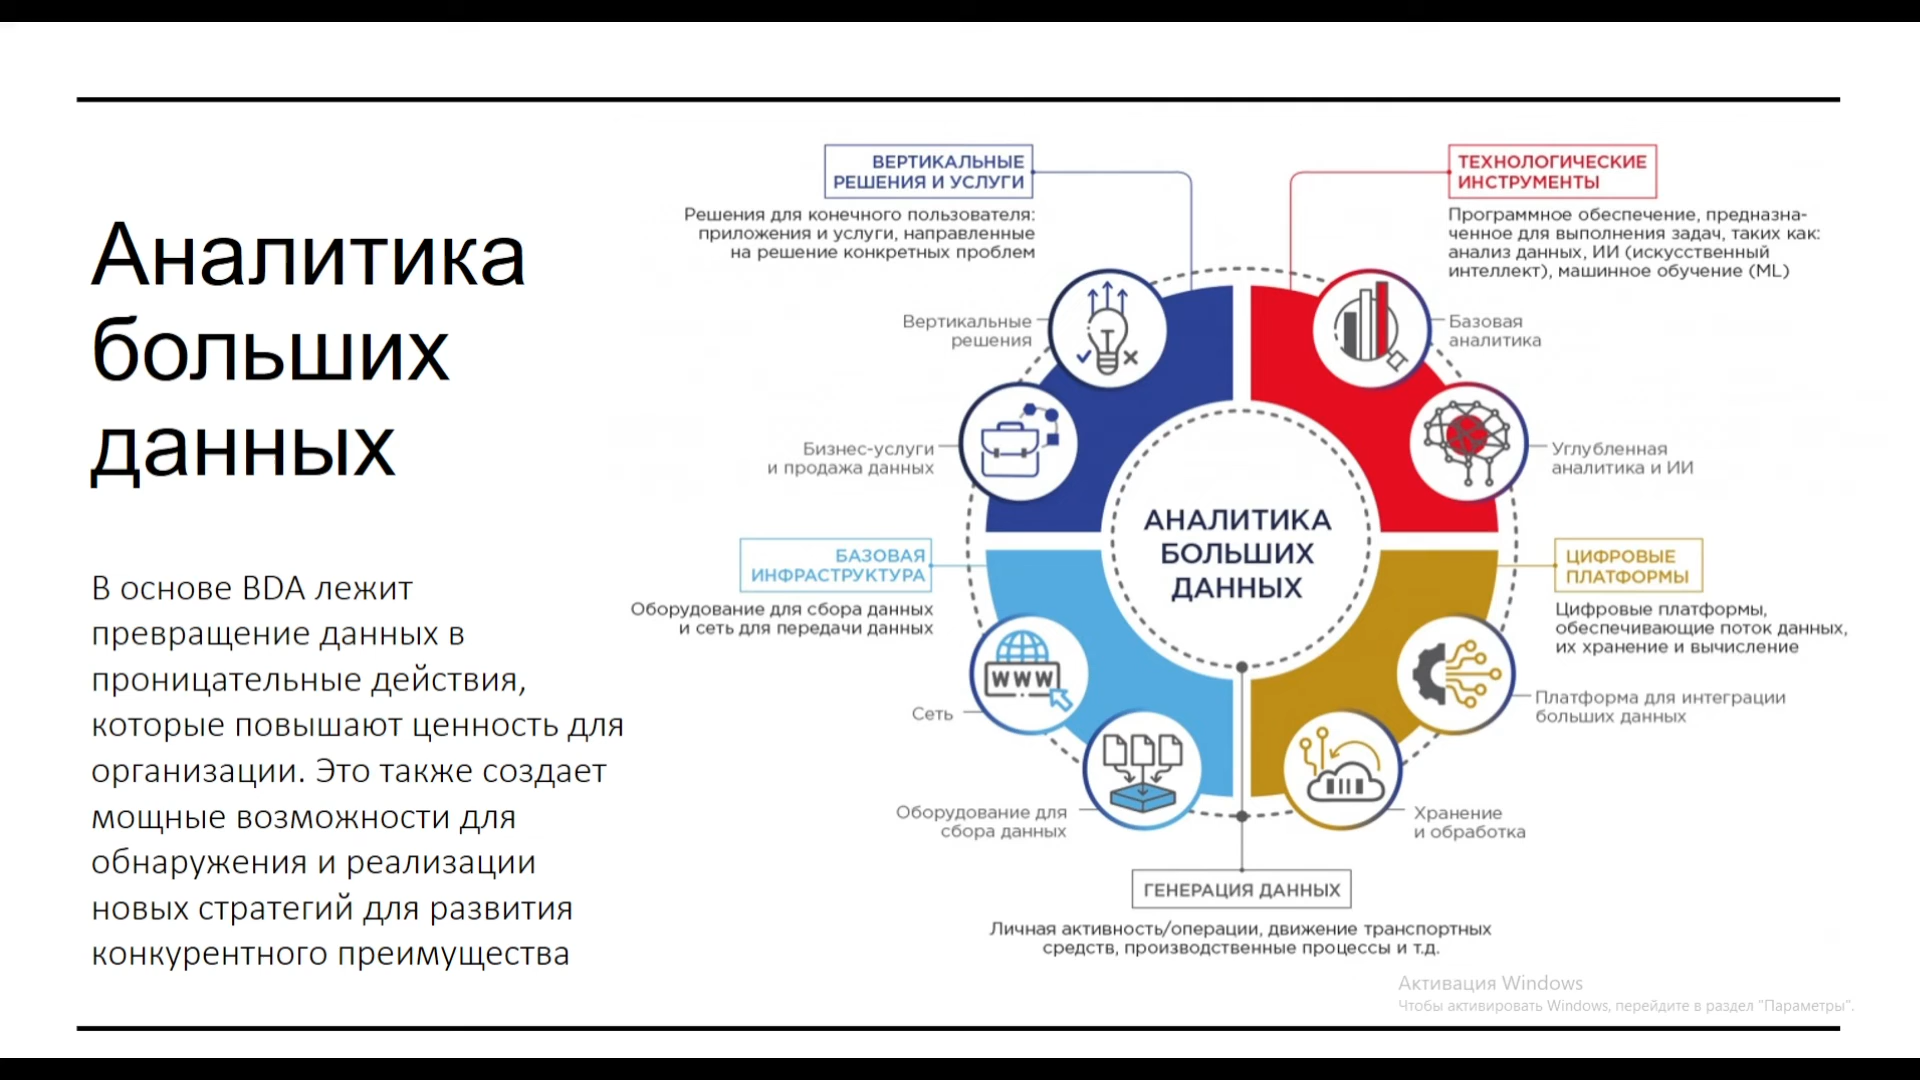 Аналитика
больших
данных
В основе BDA лежит
превращение данных в
проницательные действия,
которые повышают ценность для
организации. Это также создает
мощные возможности для
обнаружения и реализации
новых стратегий для развития
конкурентного преимущества
ВЕРТИКАЛЬНЫЕ
РЕШЕНИЯ И УСЛУГИ
Решения для конечного пользователя:
приложения и услуги, направленные
на решение конкретных проблем
Вертикальные
решения
Бизнес-услуги
и продажа данных
ТЕХНОЛОГИЧЕСКИЕ
ИНСТРУМЕНТЫ
Программное обеспечение, предназна-
ченное для выполнения задач, таких как:
анализ данных, ИИ (искусственный
интеллект), машинное обучение (ML)
Базовая
аналитика
Углубленная
аналитика и ИИ
АНАЛИТИКА
БОЛЬШИХ
ДАННЫХ
БАЗОВАЯ
ИНФРАСТРУКТУРА
Оборудование для сбора данных
и сеть для передачи данных
WWW
Сеть
Оборудование для
сбора данных
ЦИФРОВЫЕ
ПЛАТФОРМЫ
Цифровые платформы,
обеспечивающие поток данных,
их хранение и вычисление
Платформа для интеграции
больших данных
Хранение
и обработка
ГЕНЕРАЦИЯ ДАННЫХ
Личная активность/операции, движение транспортных
средств, производственные процессы и т.д.
Активация Windows
Чтобы активировать Windows, перейдите в раздел "Параметры".